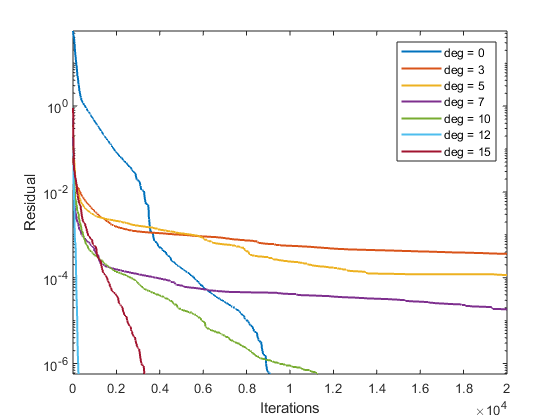 deg = 0
deg = 3
deg = 5
deg = 7
deg = 10
deg = 12
deg = 15
10^0
10^-2
10^-4
10^-6
Residual
0 0.2 0.4 0.6 0.8 1 1.2 1.4 1.6 1.8 2
Iterations
×10^4